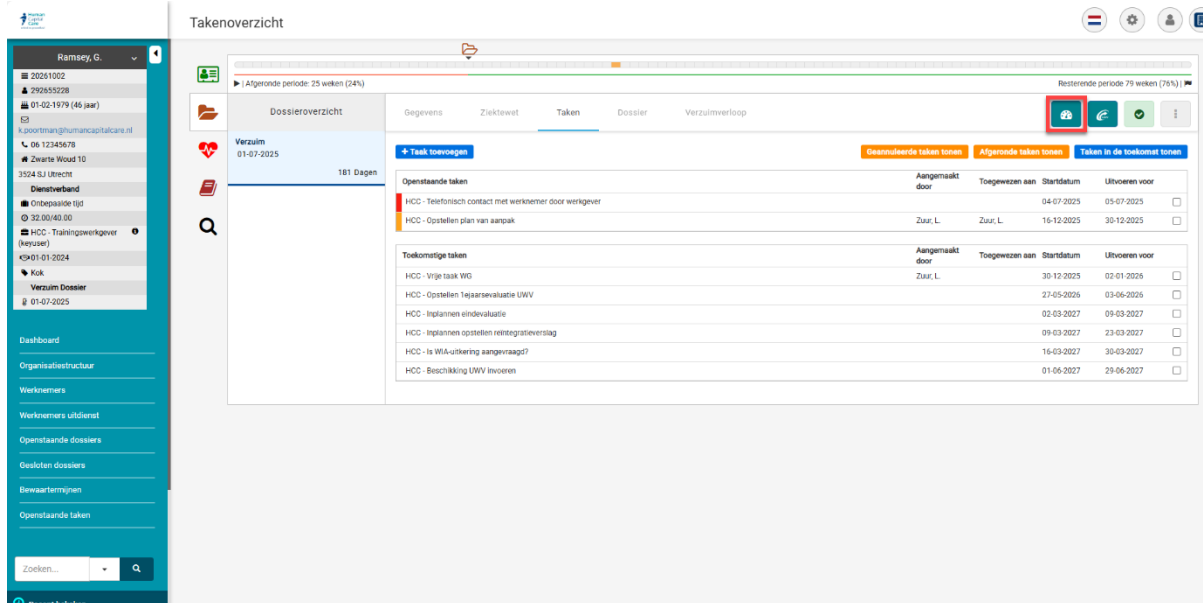 Human Capital Care
Takenoverzicht
Ramsey, G.
20261002
292655228
01-02-1979 (46 jaar)
k.poortman@humancapitalcare.nl
06 12345678
Zwarte Woud 10
3524 SJ Utrecht
Dienstverband
Onbepaalde tijd
32.00/40.00
HCC - Trainingswerkgever
(keyuser)
01-01-2024
Kok
Verzuim Dossier
01-07-2025
Dashboard
Organisatiestructuur
Werknemers
Werknemers uitdienst
Openstaande dossiers
Gesloten dossiers
Bewaartermijnen
Openstaande taken
Zoeken...
| Afgeronde periode: 25 weken (24%)
Resterende periode 79 weken (76%) |
Dossieroverzicht
Verzuim
01-07-2025
181 Dagen
Gegevens Ziektewet Taken Dossier Verzuimverloop
+ Taak toevoegen
Geannuleerde taken tonen Afgeronde taken tonen Taken in de toekomst tonen
Openstaande taken Aangemaakt door Toegewezen aan Startdatum Uitvoeren voor
HCC - Telefonisch contact met werknemer door werkgever 04-07-2025 05-07-2025
HCC - Opstellen plan van aanpak Zuur, L. Zuur, L. 16-12-2025 30-12-2025
Toekomstige taken Aangemaakt door Toegewezen aan Startdatum Uitvoeren voor
HCC - Vrije taak WG Zuur, L. 30-12-2025 02-01-2026
HCC - Opstellen 1ejaarsevaluatie UWV 27-05-2026 03-06-2026
HCC - Inplannen eindevaluatie 02-03-2027 09-03-2027
HCC - Inplannen opstellen reïntegratieverslag 09-03-2027 23-03-2027
HCC - Is WIA-uitkering aangevraagd? 16-03-2027 30-03-2027
HCC - Beschikking UWV invoeren 01-06-2027 29-06-2027